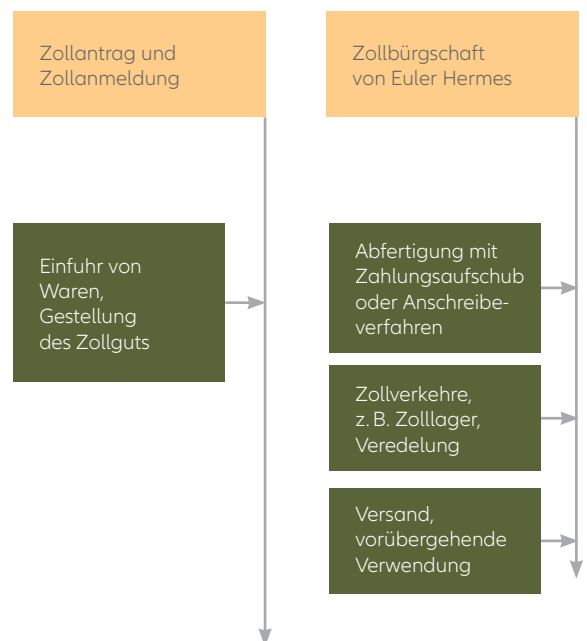 Zollantrag und
Zollanmeldung
Zollbürgschaft
von Euler Hermes
Einfuhr von
Waren,
Gestellung
des Zollguts
Abfertigung mit
Zahlungsaufschub
oder Anschreibe-
verfahren
Zollverkehre,
z. B. Zolllager,
Veredelung
Versand,
vorübergehende
Verwendung